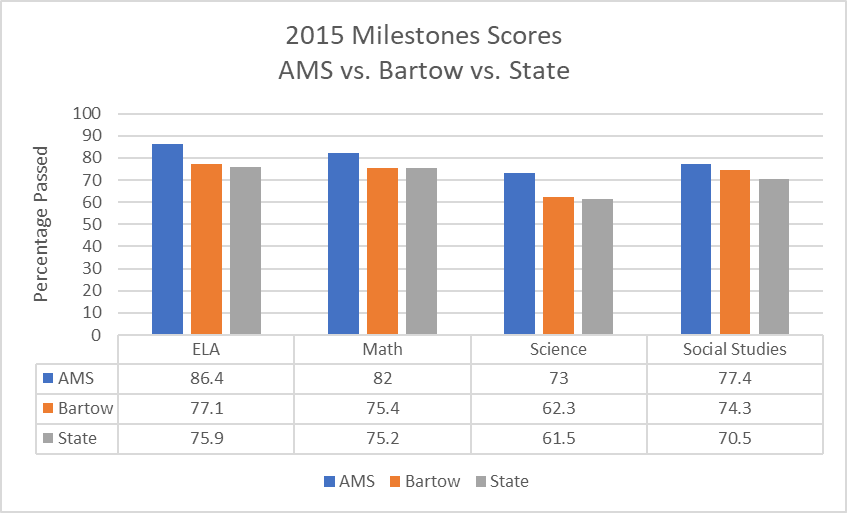 2015 Milestones Scores
AMS vs. Bartow vs. State
Percentage Passed
100
90
80
70
60
50
40
30
20
10
0
ELA Math Science Social Studies
AMS 86.4 82 73 77.4
Bartow 77.1 75.4 62.3 74.3
State 75.9 75.2 61.5 70.5
AMS Bartow State